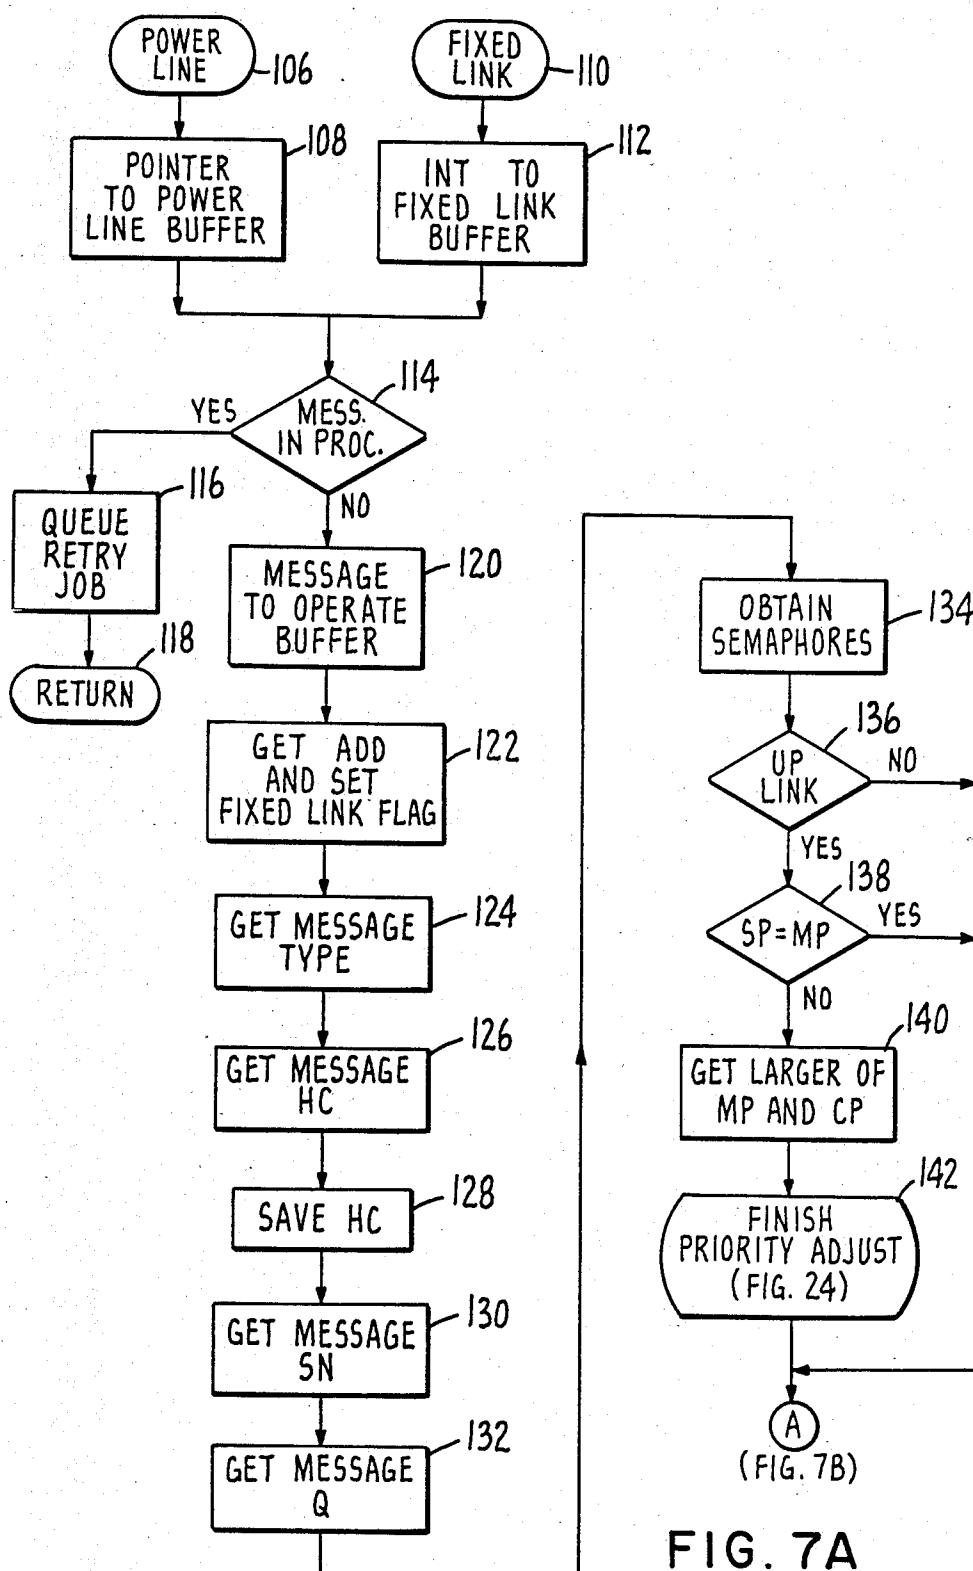 POWER
LINE
106
FIXED
LINK
110
POINTER
TO POWER
LINE BUFFER
108
INT TO
FIXED LINK
BUFFER
112
MESS.
IN PROC.
114
YES
NO
QUEUE
RETRY
JOB
116
RETURN
118
MESSAGE
TO OPERATE
BUFFER
120
GET ADD
AND SET
FIXED LINK FLAG
122
GET MESSAGE
TYPE
124
GET MESSAGE
HC
126
SAVE HC
128
GET MESSAGE
SN
130
GET MESSAGE
Q
132
OBTAIN
SEMAPHORES
134
UP
LINK
136
NO
YES
SP=MP
138
YES
NO
GET LARGER OF
MP AND CP
140
FINISH
PRIORITY ADJUST
(FIG. 24)
142
A
(FIG. 7B)
FIG. 7A